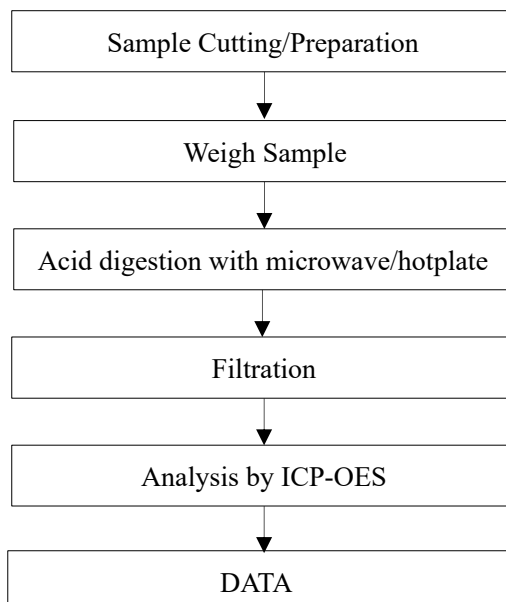 Sample Cutting/Preparation
Weigh Sample
Acid digestion with microwave/hotplate
Filtration
Analysis by ICP-OES
DATA